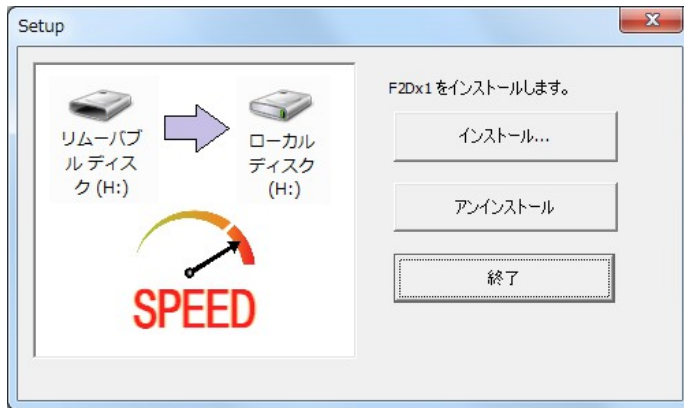 Setup
リムーバブ
ル ディス
ク (H:)
ローカル
ディスク
(H:)
SPEED
F2Dx1 をインストールします。
インストール...
アンインストール
終了